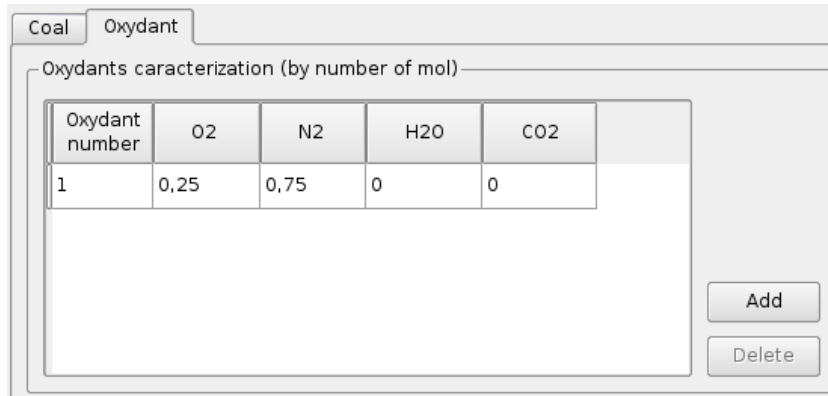 Coal Oxydant
Oxydants caracterization (by number of mol)
Oxydant number O2 N2 H2O CO2
1 0,25 0,75 0 0
Add
Delete